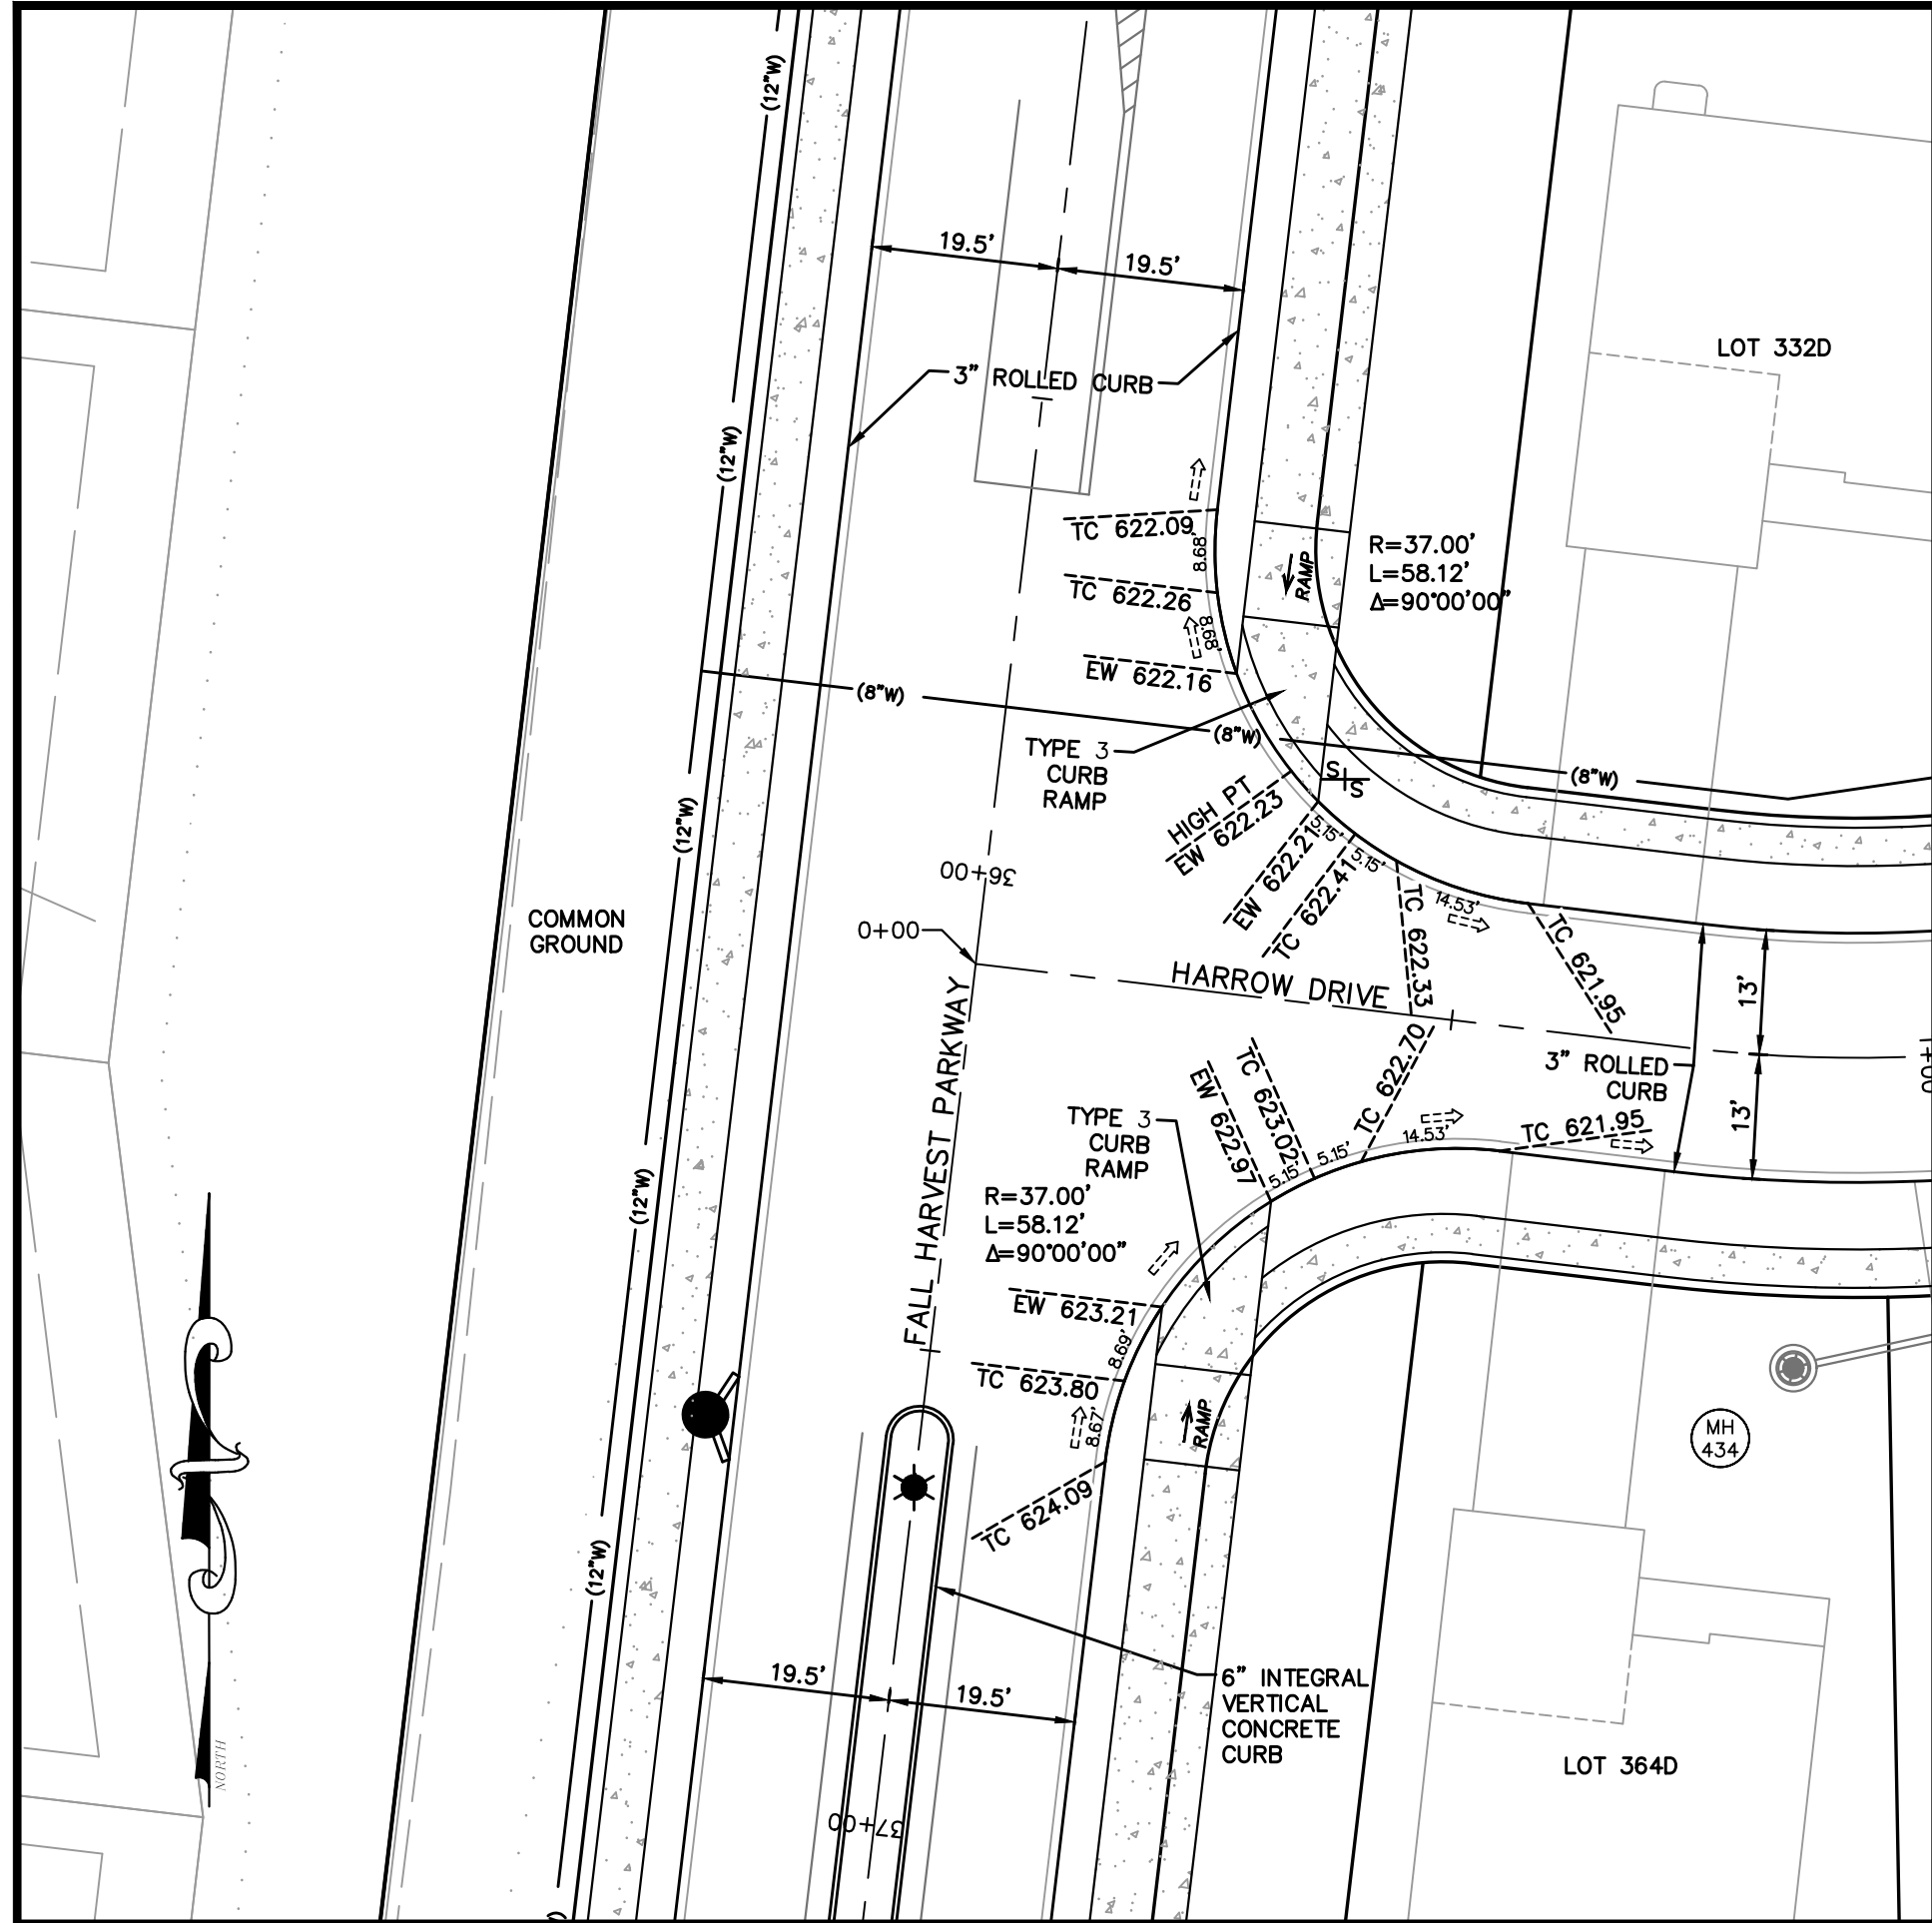 (12"W)
19.5'
19.5'
LOT 332D
3" ROLLED CURB
(12"W)
TC 622.09
8.68'
R=37.00'
L=58.12'
Δ=90°00'00"
RAMP
TC 622.26
8.68'
EW 622.16
(8"W)
(8"W)
(8"W)
TYPE 3
CURB
RAMP
S
S
HIGH PT
EW 622.23
EW 622.21
5.15'
TC 622.41
5.15'
(12"W)
36+00
TC 622.33
14.53'
TC 621.95
COMMON
GROUND
0+00
HARROW DRIVE
13'
3" ROLLED
CURB
13'
1+00
FALL HARVEST PARKWAY
TC 622.70
TC 623.02
EW 622.97
TYPE 3
CURB
RAMP
14.53'
TC 621.95
5.15'
5.15'
(12"W)
R=37.00'
L=58.12'
Δ=90°00'00"
EW 623.21
8.69'
TC 623.80
8.67'
RAMP
MH
434
TC 624.09
(12"W)
19.5'
19.5'
6" INTEGRAL
VERTICAL
CONCRETE
CURB
LOT 364D
NORTH
37+00